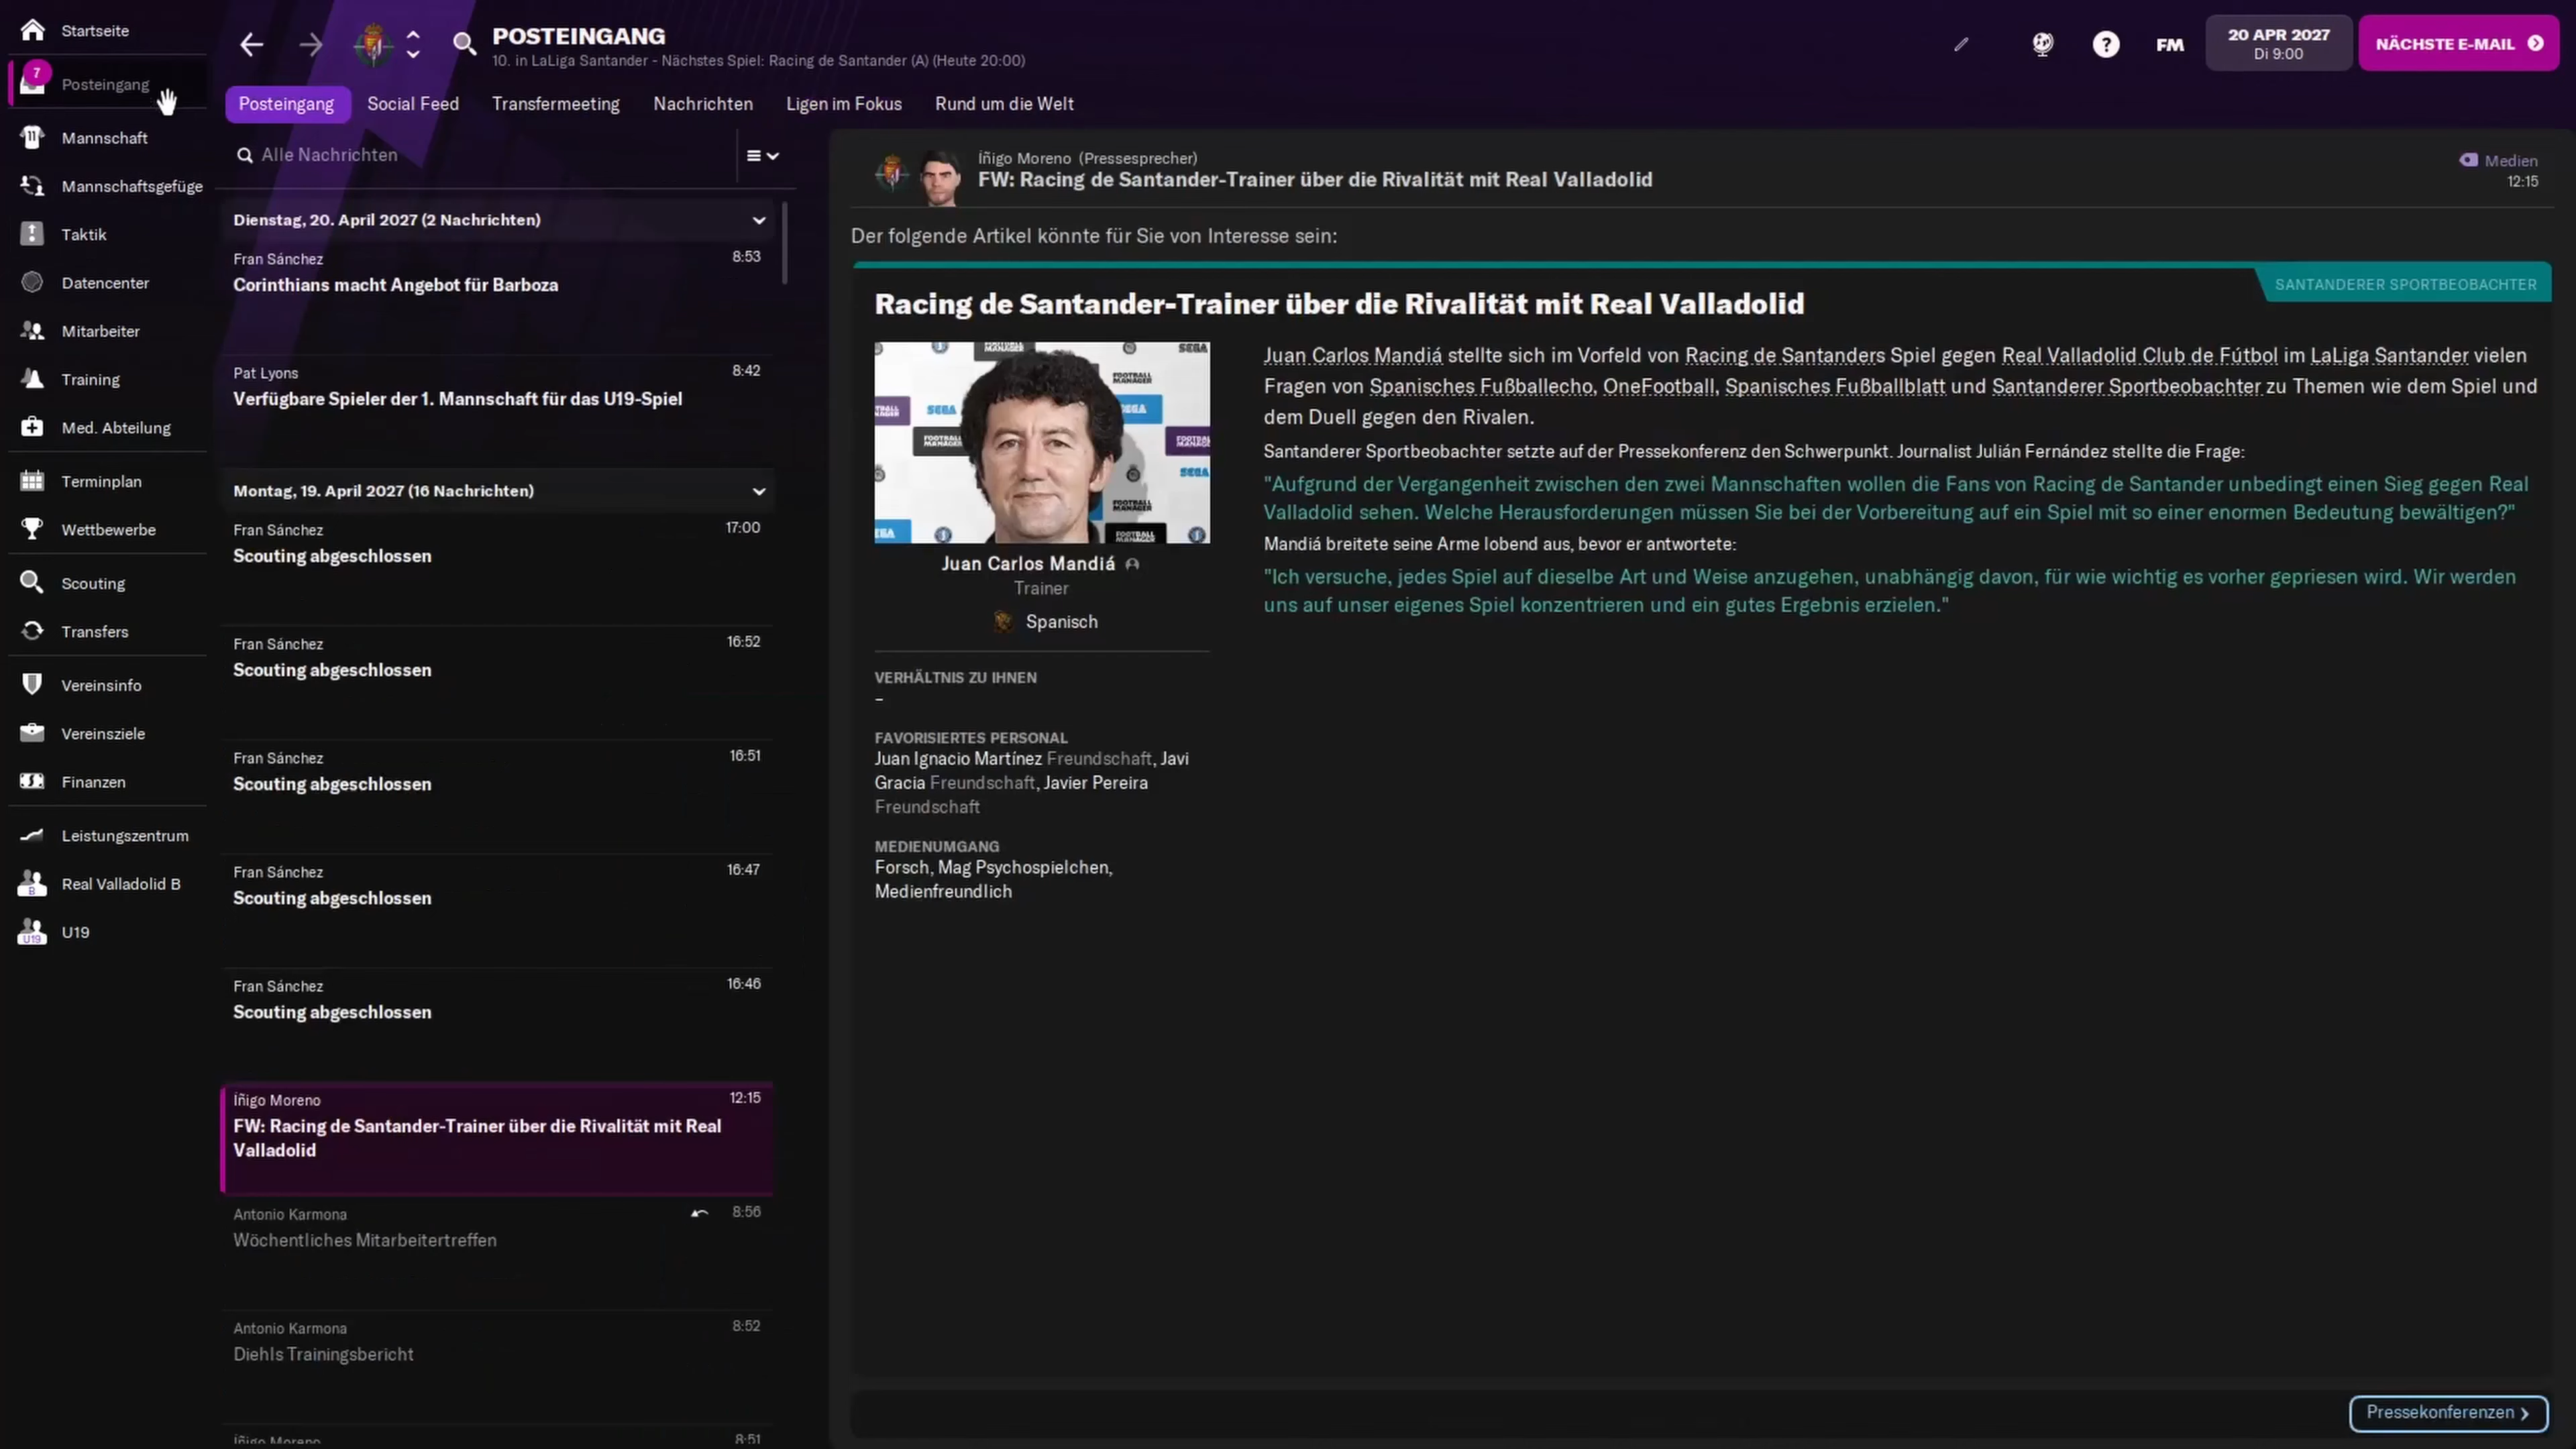 Startseite
7
Posteingang
11
Mannschaft
Mannschaftsgefüge
Taktik
Datencenter
Mitarbeiter
Training
Med. Abteilung
Terminplan
Wettbewerbe
Scouting
Transfers
Vereinsinfo
Vereinsziele
Finanzen
Leistungszentrum
B
Real Valladolid B
U19
U19
POSTEINGANG
10. in LaLiga Santander - Nächstes Spiel: Racing de Santander (A) (Heute 20:00)
?
FM
20 APR 2027
Di 9:00
NÄCHSTE E-MAIL
Posteingang
Social Feed
Transfermeeting
Nachrichten
Ligen im Fokus
Rund um die Welt
Alle Nachrichten
Dienstag, 20. April 2027 (2 Nachrichten)
Fran Sánchez 8:53
Corinthians macht Angebot für Barboza
Pat Lyons 8:42
Verfügbare Spieler der 1. Mannschaft für das U19-Spiel
Montag, 19. April 2027 (16 Nachrichten)
Fran Sánchez 17:00
Scouting abgeschlossen
Fran Sánchez 16:52
Scouting abgeschlossen
Fran Sánchez 16:51
Scouting abgeschlossen
Fran Sánchez 16:47
Scouting abgeschlossen
Fran Sánchez 16:46
Scouting abgeschlossen
Íñigo Moreno 12:15
FW: Racing de Santander-Trainer über die Rivalität mit Real
Valladolid
Antonio Karmona 8:56
Wöchentliches Mitarbeitertreffen
Antonio Karmona 8:52
Diehls Trainingsbericht
Íñigo Moreno 8:51
Íñigo Moreno (Pressesprecher)
FW: Racing de Santander-Trainer über die Rivalität mit Real Valladolid
Medien
12:15
Der folgende Artikel könnte für Sie von Interesse sein:
SANTANDERER SPORTBEOBACHTER
Racing de Santander-Trainer über die Rivalität mit Real Valladolid
FOOTBALL MANAGER
SEGA
Juan Carlos Mandiá
Trainer
Spanisch
VERHÄLTNIS ZU IHNEN
-
FAVORISIERTES PERSONAL
Juan Ignacio Martínez Freundschaft, Javi
Gracia Freundschaft, Javier Pereira
Freundschaft
MEDIENUMGANG
Forsch, Mag Psychospielchen,
Medienfreundlich
Juan Carlos Mandiá stellte sich im Vorfeld von Racing de Santanders Spiel gegen Real Valladolid Club de Fútbol im LaLiga Santander vielen
Fragen von Spanisches Fußballecho, OneFootball, Spanisches Fußballblatt und Santanderer Sportbeobachter zu Themen wie dem Spiel und
dem Duell gegen den Rivalen.
Santanderer Sportbeobachter setzte auf der Pressekonferenz den Schwerpunkt. Journalist Julián Fernández stellte die Frage:
"Aufgrund der Vergangenheit zwischen den zwei Mannschaften wollen die Fans von Racing de Santander unbedingt einen Sieg gegen Real
Valladolid sehen. Welche Herausforderungen müssen Sie bei der Vorbereitung auf ein Spiel mit so einer enormen Bedeutung bewältigen?"
Mandiá breitete seine Arme lobend aus, bevor er antwortete:
"Ich versuche, jedes Spiel auf dieselbe Art und Weise anzugehen, unabhängig davon, für wie wichtig es vorher gepriesen wird. Wir werden
uns auf unser eigenes Spiel konzentrieren und ein gutes Ergebnis erzielen."
Pressekonferenzen